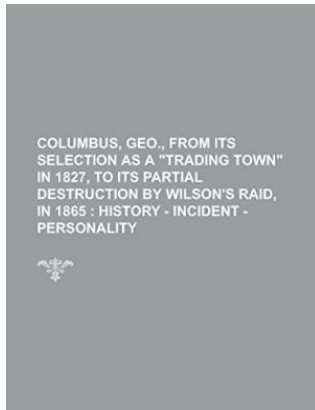 COLUMBUS, GEO., FROM ITS
SELECTION AS A "TRADING TOWN"
IN 1827, TO ITS PARTIAL
DESTRUCTION BY WILSON'S RAID,
IN 1865 : HISTORY - INCIDENT -
PERSONALITY